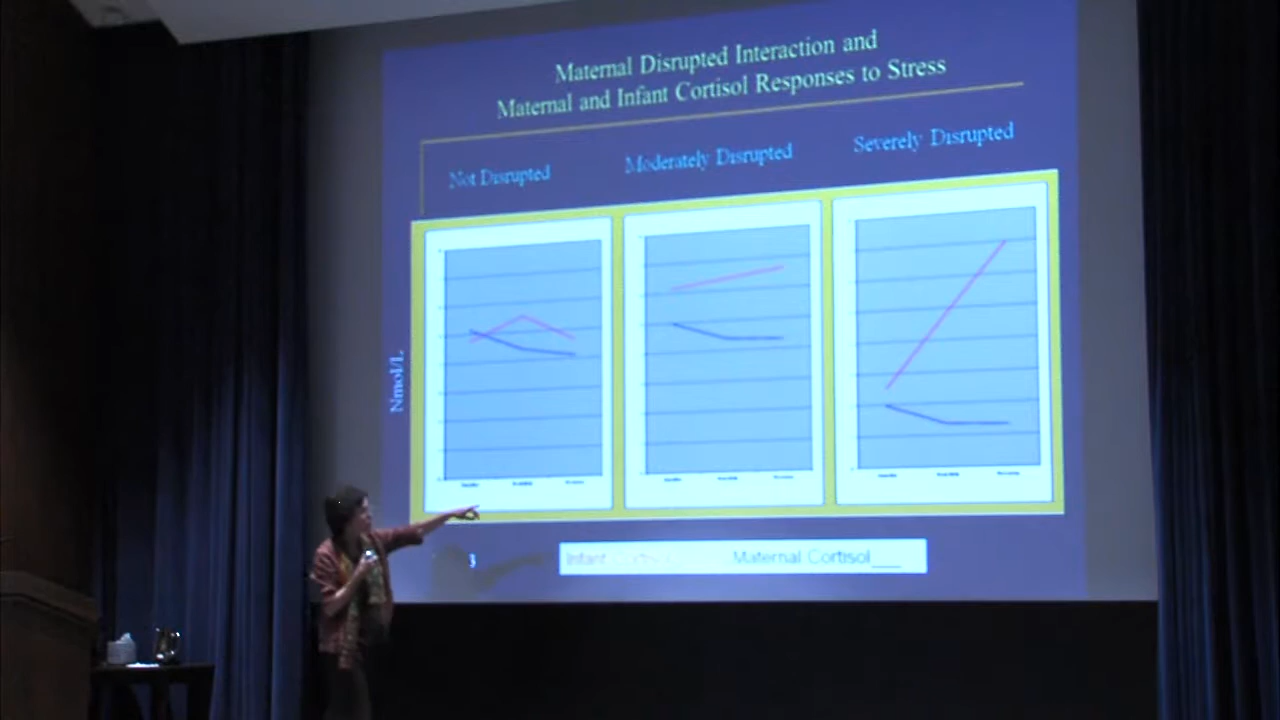 Maternal Disrupted Interaction and
Maternal and Infant Cortisol Responses to Stress
Not Disrupted
Moderately Disrupted
Severely Disrupted
Nmol/L
Infant Cortisol
Maternal Cortisol___